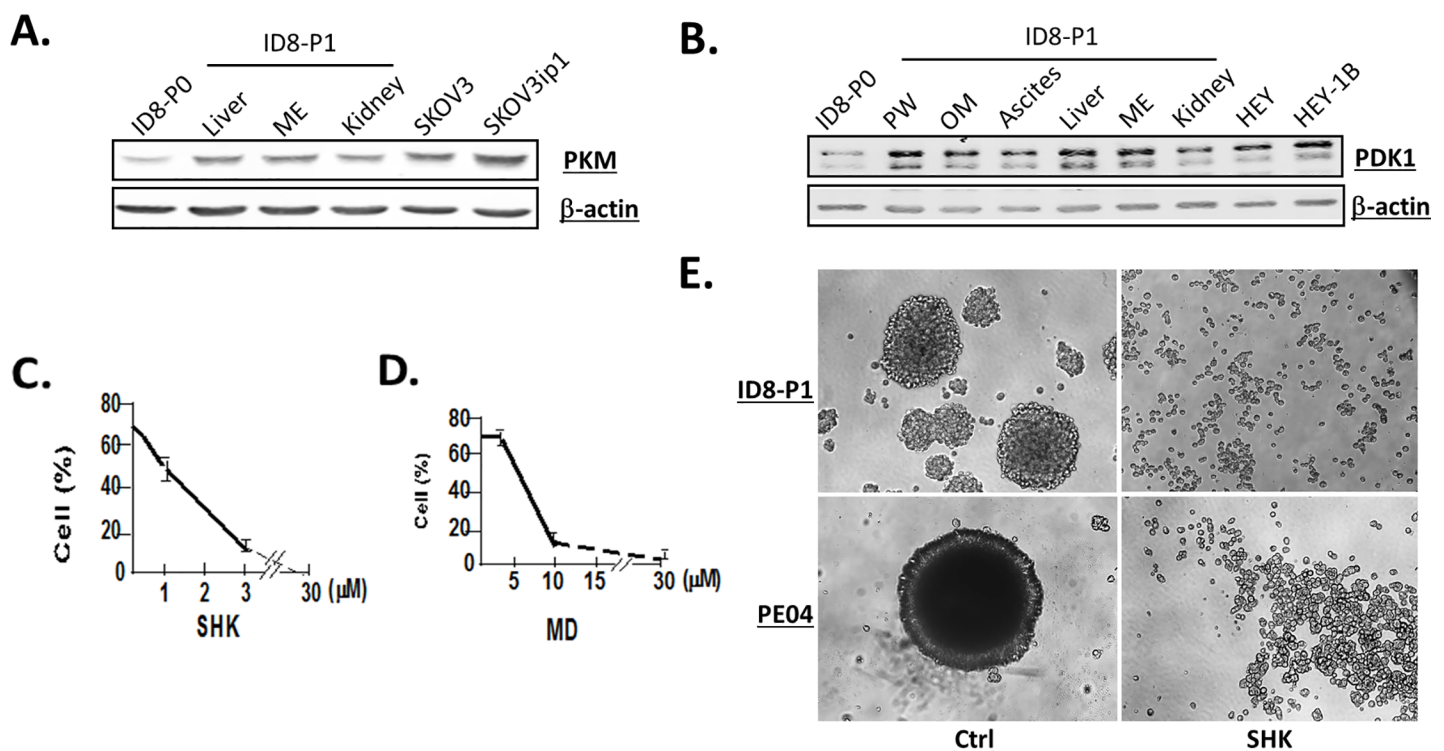 A.
ID8-P1
ID8-P0
Liver
ME
Kidney
SKOV3
SKOV3ip1
PKM
β-actin
B.
ID8-P1
ID8-P0
PW
OM
Ascites
Liver
ME
Kidney
HEY
HEY-1B
PDK1
β-actin
C.
80
60
40
20
0
Cell (%)
1 2 3 30 (μM)
SHK
D.
80
60
40
20
0
Cell (%)
5 10 15 30 (μM)
MD
E.
ID8-P1
PE04
Ctrl SHK